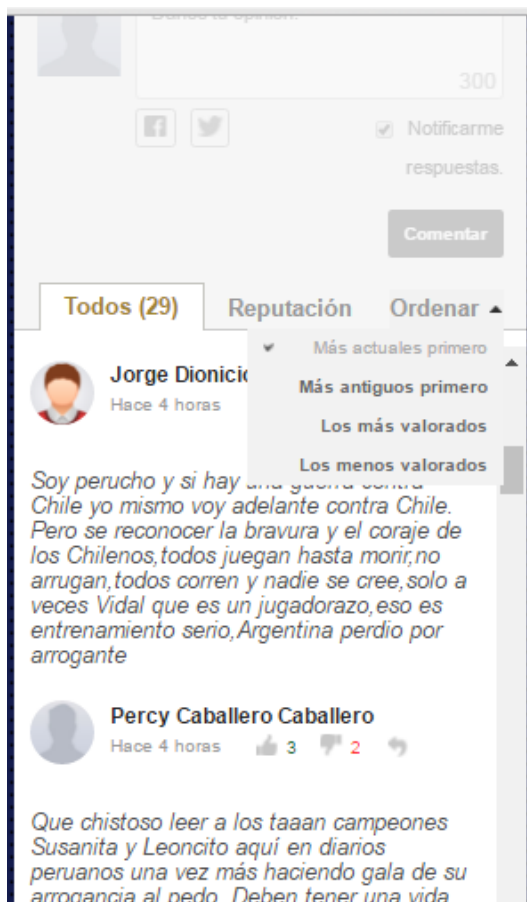 Danos tu opinión.
300
Notificarme
respuestas.
Comentar
Todos (29) Reputación Ordenar
Más actuales primero
Más antiguos primero
Los más valorados
Los menos valorados
Jorge Dionicio
Hace 4 horas
Soy perucho y si hay una guerra contra
Chile yo mismo voy adelante contra Chile.
Pero se reconocer la bravura y el coraje de
los Chilenos,todos juegan hasta morir,no
arrugan,todos corren y nadie se cree,solo a
veces Vidal que es un jugadorazo,eso es
entrenamiento serio,Argentina perdio por
arrogante
Percy Caballero Caballero
Hace 4 horas 3 2
Que chistoso leer a los taaan campeones
Susanita y Leoncito aquí en diarios
peruanos una vez más haciendo gala de su
arrogancia al pedo. Deben tener una vida